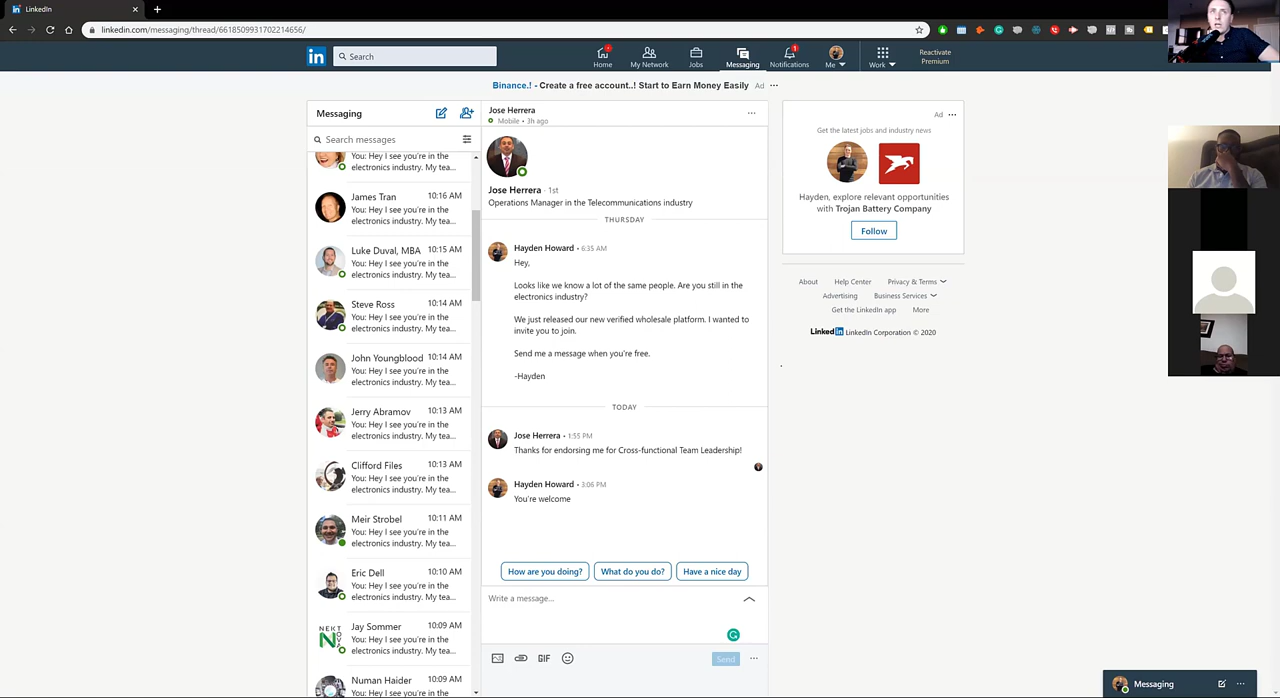 LinkedIn
linkedin.com/messaging/thread/6618509931702214656/
in
Search
Home
My Network
Jobs
Messaging
1
Notifications
Me
Work
Reactivate
Premium
Binance.! - Create a free account..! Start to Earn Money Easily Ad
Messaging
Search messages
You: Hey I see you're in the
electronics industry. My tea...
James Tran 10:16 AM
You: Hey I see you're in the
electronics industry. My tea...
Luke Duval, MBA 10:15 AM
You: Hey I see you're in the
electronics industry. My tea...
Steve Ross 10:14 AM
You: Hey I see you're in the
electronics industry. My tea...
John Youngblood 10:14 AM
You: Hey I see you're in the
electronics industry. My tea...
Jerry Abramov 10:13 AM
You: Hey I see you're in the
electronics industry. My tea...
Clifford Files 10:13 AM
You: Hey I see you're in the
electronics industry. My tea...
Meir Strobel 10:11 AM
You: Hey I see you're in the
electronics industry. My tea...
Eric Dell 10:10 AM
You: Hey I see you're in the
electronics industry. My tea...
NEKT
NOVA
Jay Sommer 10:09 AM
You: Hey I see you're in the
electronics industry. My tea...
Numan Haider 10:09 AM
You: Hey I see you're in the
Jose Herrera
Mobile • 3h ago
Jose Herrera · 1st
Operations Manager in the Telecommunications industry
THURSDAY
Hayden Howard • 6:35 AM
Hey,
Looks like we know a lot of the same people. Are you still in the
electronics industry?
We just released our new verified wholesale platform. I wanted to
invite you to join.
Send me a message when you're free.
-Hayden
TODAY
Jose Herrera • 1:55 PM
Thanks for endorsing me for Cross-functional Team Leadership!
Hayden Howard • 3:06 PM
You're welcome
How are you doing?
What do you do?
Have a nice day
Write a message...
GIF
Send
Ad
Get the latest jobs and industry news
Hayden, explore relevant opportunities
with Trojan Battery Company
Follow
About Help Center Privacy & Terms
Advertising Business Services
Get the LinkedIn app More
LinkedIn LinkedIn Corporation © 2020
Messaging